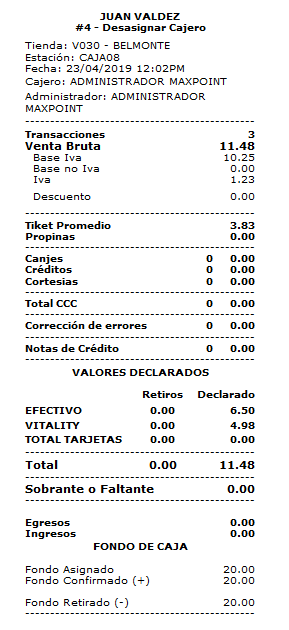 JUAN VALDEZ
#4 - Desasignar Cajero
Tienda: V030 - BELMONTE
Estación: CAJA08
Fecha: 23/04/2019 12:02PM
Cajero: ADMINISTRADOR MAXPOINT
Administrador: ADMINISTRADOR
MAXPOINT
Transacciones 3
Venta Bruta 11.48
Base Iva 10.25
Base no Iva 0.00
Iva 1.23
Descuento 0.00
Tiket Promedio 3.83
Propinas 0.00
Canjes 0 0.00
Créditos 0 0.00
Cortesias 0 0.00
Total CCC 0 0.00
Corrección de errores 0 0.00
Notas de Crédito 0 0.00
VALORES DECLARADOS
Retiros Declarado
EFECTIVO 0.00 6.50
VITALITY 0.00 4.98
TOTAL TARJETAS 0.00 0.00
Total 0.00 11.48
Sobrante o Faltante 0.00
Egresos 0.00
Ingresos 0.00
FONDO DE CAJA
Fondo Asignado 20.00
Fondo Confirmado (+) 20.00
Fondo Retirado (-) 20.00